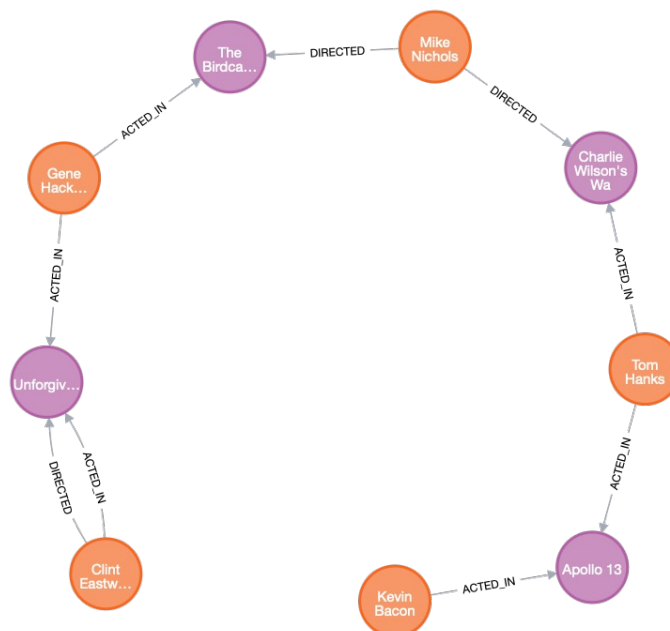 The
Birdca…
DIRECTED
Mike
Nichols
ACTED_IN
DIRECTED
Gene
Hack…
Charlie
Wilson's
Wa
ACTED_IN
ACTED_IN
Unforgiv…
Tom
Hanks
DIRECTED
ACTED_IN
ACTED_IN
Clint
Eastw…
Kevin
Bacon
ACTED_IN
Apollo 13